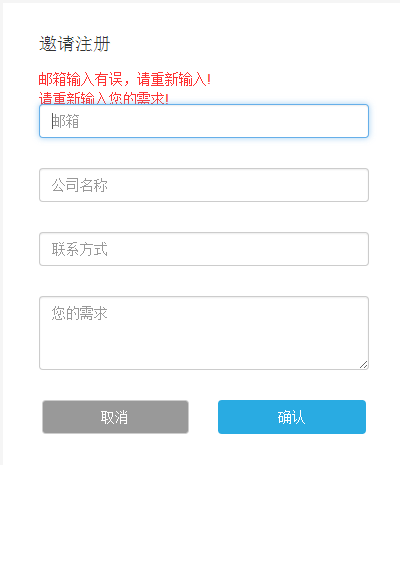 邀请注册
邮箱输入有误，请重新输入!
请重新输入您的需求!
邮箱
公司名称
联系方式
您的需求
取消
确认